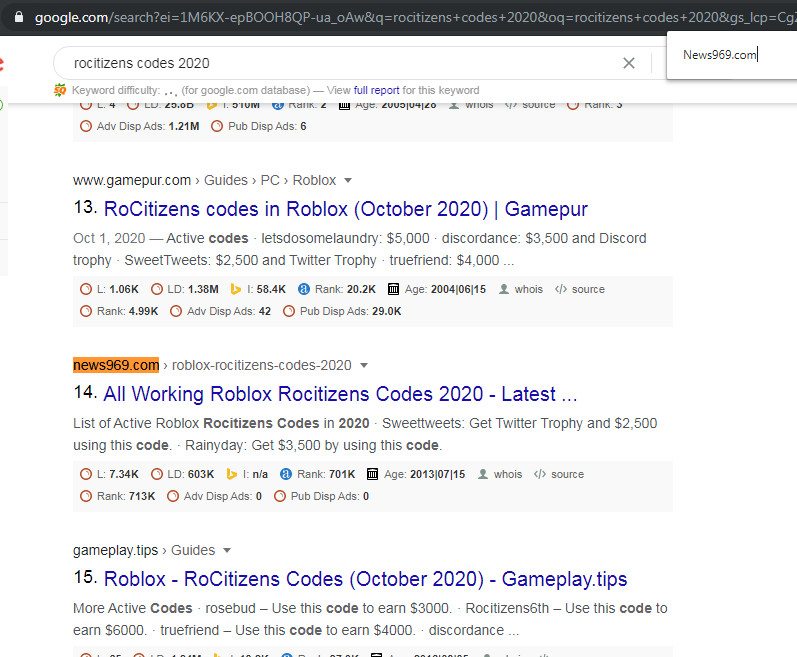 google.com/search?ei=1M6KX-epBOOH8QP-ua_oAw&q=rocitizens+codes+2020&oq=rocitizens+codes+2020&gs_lcp=CgZ
News969.com
rocitizens codes 2020
Keyword difficulty: . . , (for google.com database) — View full report for this keyword
L: 4 LD: 25.8B I: 510M Rank: 2 Age: 2005|04|28 whois </> source Rank: 3
Adv Disp Ads: 1.21M Pub Disp Ads: 6
www.gamepur.com › Guides › PC › Roblox
13. RoCitizens codes in Roblox (October 2020) | Gamepur
Oct 1, 2020 — Active codes · letsdosomelaundry: $5,000 · discordance: $3,500 and Discord
trophy · SweetTweets: $2,500 and Twitter Trophy · truefriend: $4,000 ...
L: 1.06K LD: 1.38M I: 58.4K Rank: 20.2K Age: 2004|06|15 whois </> source
Rank: 4.99K Adv Disp Ads: 42 Pub Disp Ads: 29.0K
news969.com › roblox-rocitizens-codes-2020
14. All Working Roblox Rocitizens Codes 2020 - Latest ...
List of Active Roblox Rocitizens Codes in 2020 · Sweettweets: Get Twitter Trophy and $2,500
using this code. · Rainyday: Get $3,500 by using this code.
L: 7.34K LD: 603K I: n/a Rank: 701K Age: 2013|07|15 whois </> source
Rank: 713K Adv Disp Ads: 0 Pub Disp Ads: 0
gameplay.tips › Guides
15. Roblox - RoCitizens Codes (October 2020) - Gameplay.tips
More Active Codes · rosebud – Use this code to earn $3000. · Rocitizens6th – Use this code to
earn $6000. · truefriend – Use this code to earn $4000. · discordance ...